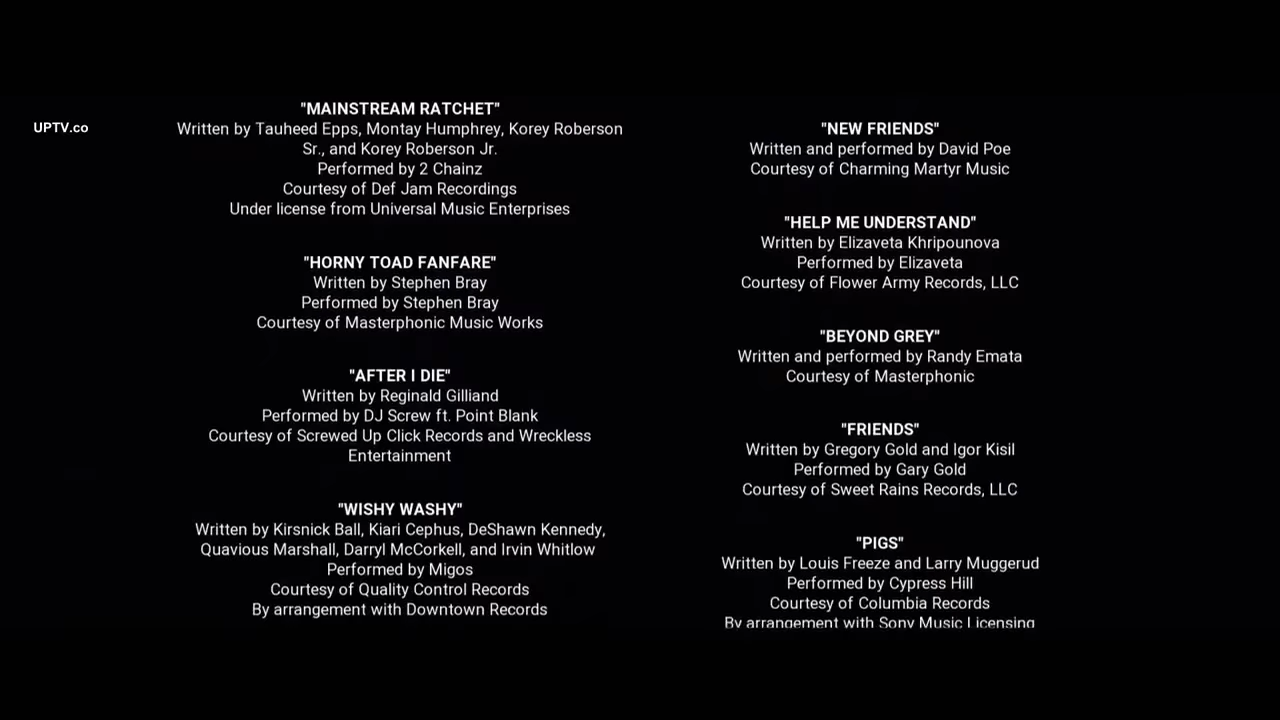 UPTV.co
"MAINSTREAM RATCHET"
Written by Tauheed Epps, Montay Humphrey, Korey Roberson
Sr., and Korey Roberson Jr.
Performed by 2 Chainz
Courtesy of Def Jam Recordings
Under license from Universal Music Enterprises
"HORNY TOAD FANFARE"
Written by Stephen Bray
Performed by Stephen Bray
Courtesy of Masterphonic Music Works
"AFTER I DIE"
Written by Reginald Gilliand
Performed by DJ Screw ft. Point Blank
Courtesy of Screwed Up Click Records and Wreckless
Entertainment
"WISHY WASHY"
Written by Kirsnick Ball, Kiari Cephus, DeShawn Kennedy,
Quavious Marshall, Darryl McCorkell, and Irvin Whitlow
Performed by Migos
Courtesy of Quality Control Records
By arrangement with Downtown Records
"NEW FRIENDS"
Written and performed by David Poe
Courtesy of Charming Martyr Music
"HELP ME UNDERSTAND"
Written by Elizaveta Khripounova
Performed by Elizaveta
Courtesy of Flower Army Records, LLC
"BEYOND GREY"
Written and performed by Randy Emata
Courtesy of Masterphonic
"FRIENDS"
Written by Gregory Gold and Igor Kisil
Performed by Gary Gold
Courtesy of Sweet Rains Records, LLC
"PIGS"
Written by Louis Freeze and Larry Muggerud
Performed by Cypress Hill
Courtesy of Columbia Records
By arrangement with Sony Music Licensing